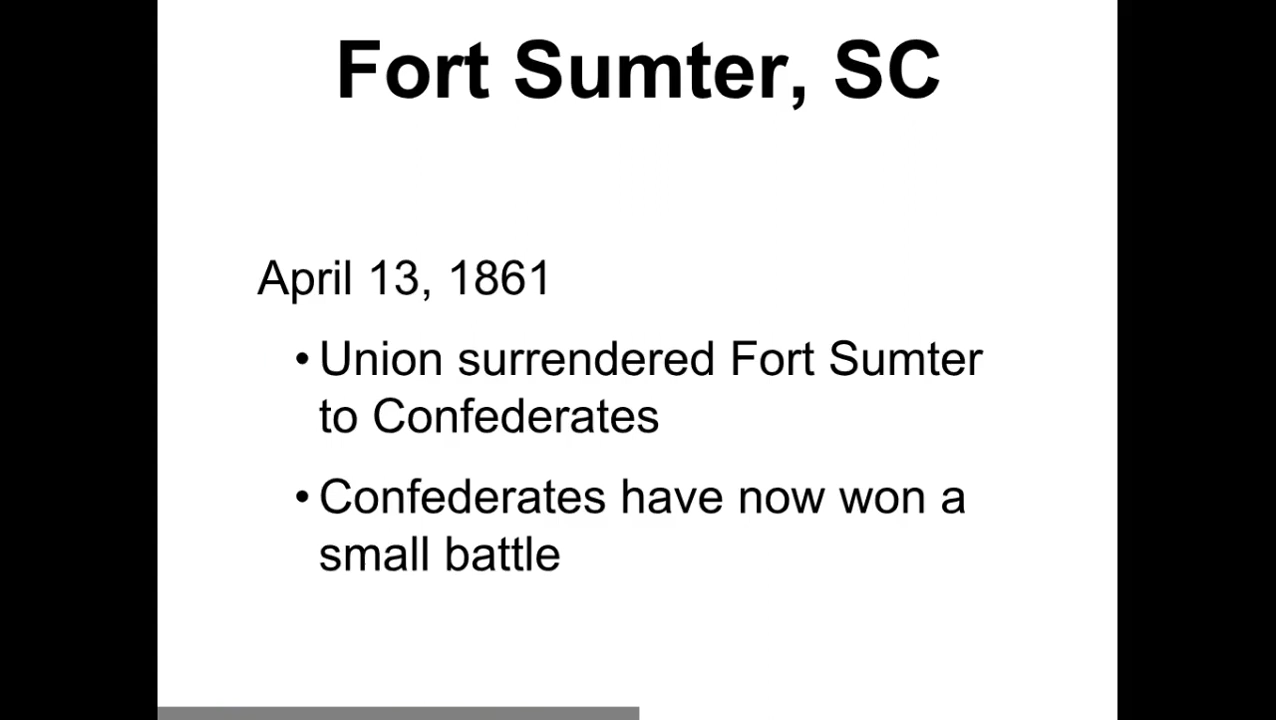 Fort Sumter, SC
April 13, 1861
• Union surrendered Fort Sumter
to Confederates
• Confederates have now won a
small battle